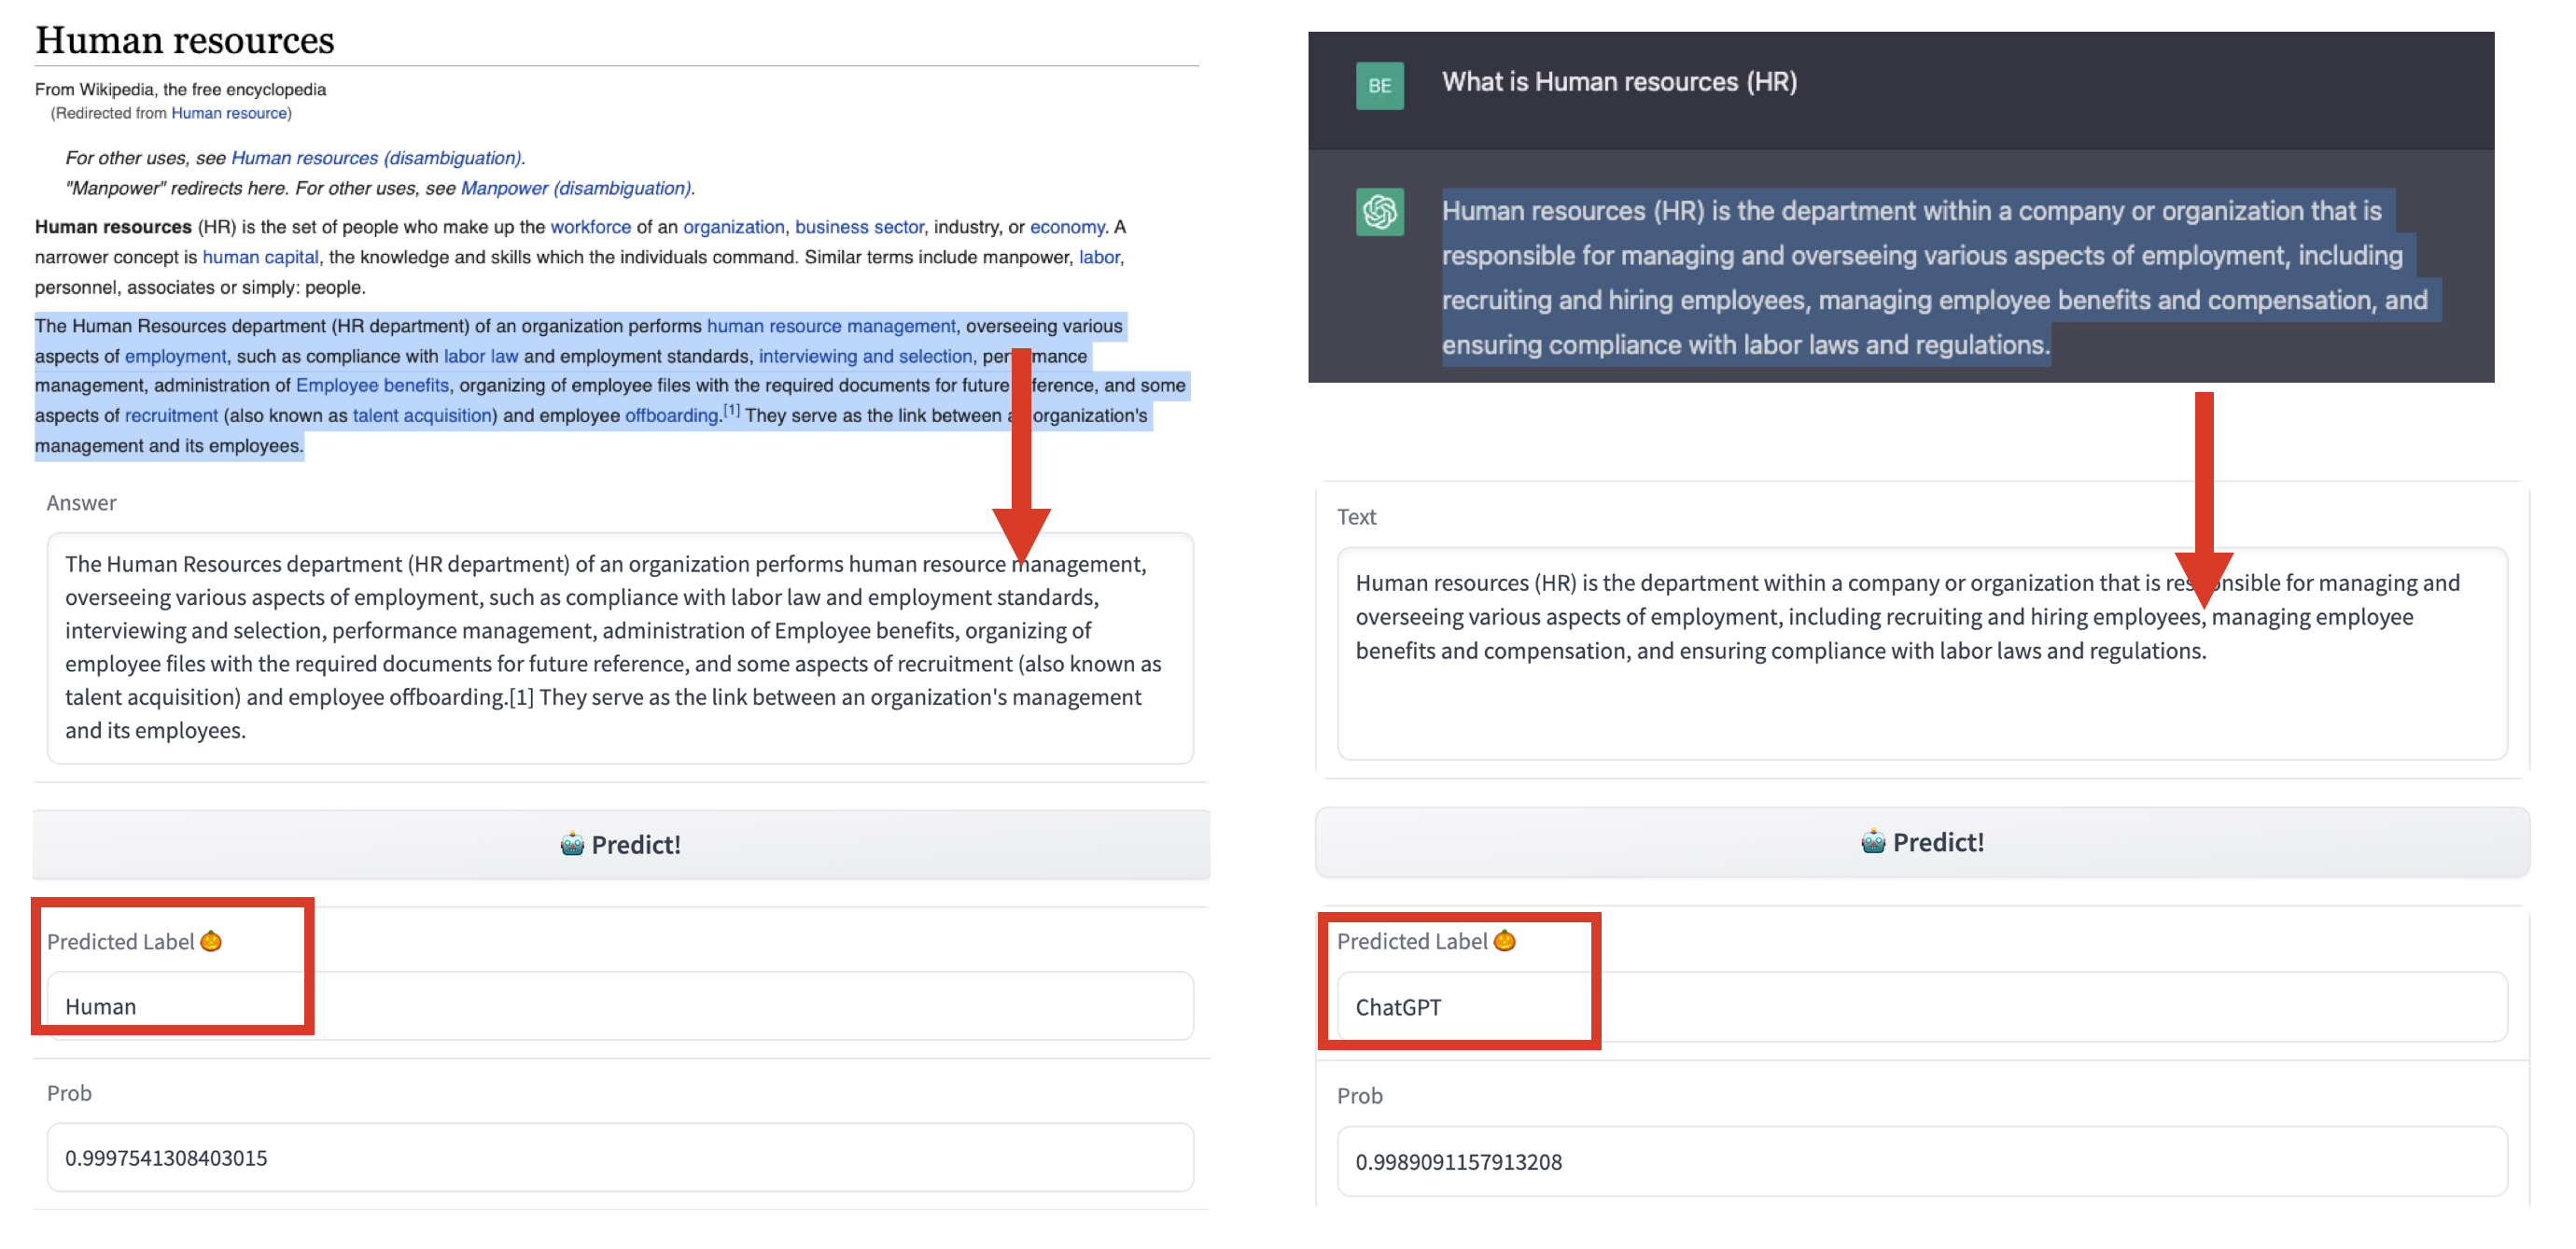 Human resources
From Wikipedia, the free encyclopedia
(Redirected from Human resource)
For other uses, see Human resources (disambiguation).
"Manpower" redirects here. For other uses, see Manpower (disambiguation).
Human resources (HR) is the set of people who make up the workforce of an organization, business sector, industry, or economy. A
narrower concept is human capital, the knowledge and skills which the individuals command. Similar terms include manpower, labor,
personnel, associates or simply: people.
The Human Resources department (HR department) of an organization performs human resource management, overseeing various
aspects of employment, such as compliance with labor law and employment standards, interviewing and selection, performance
management, administration of Employee benefits, organizing of employee files with the required documents for future reference, and some
aspects of recruitment (also known as talent acquisition) and employee offboarding.[1] They serve as the link between an organization's
management and its employees.
Answer
The Human Resources department (HR department) of an organization performs human resource management,
overseeing various aspects of employment, such as compliance with labor law and employment standards,
interviewing and selection, performance management, administration of Employee benefits, organizing of
employee files with the required documents for future reference, and some aspects of recruitment (also known as
talent acquisition) and employee offboarding.[1] They serve as the link between an organization's management
and its employees.
🤖 Predict!
Predicted Label 🎃
Human
Prob
0.9997541308403015
BE
What is Human resources (HR)
Human resources (HR) is the department within a company or organization that is
responsible for managing and overseeing various aspects of employment, including
recruiting and hiring employees, managing employee benefits and compensation, and
ensuring compliance with labor laws and regulations.
Text
Human resources (HR) is the department within a company or organization that is responsible for managing and
overseeing various aspects of employment, including recruiting and hiring employees, managing employee
benefits and compensation, and ensuring compliance with labor laws and regulations.
🤖 Predict!
Predicted Label 🎃
ChatGPT
Prob
0.9989091157913208